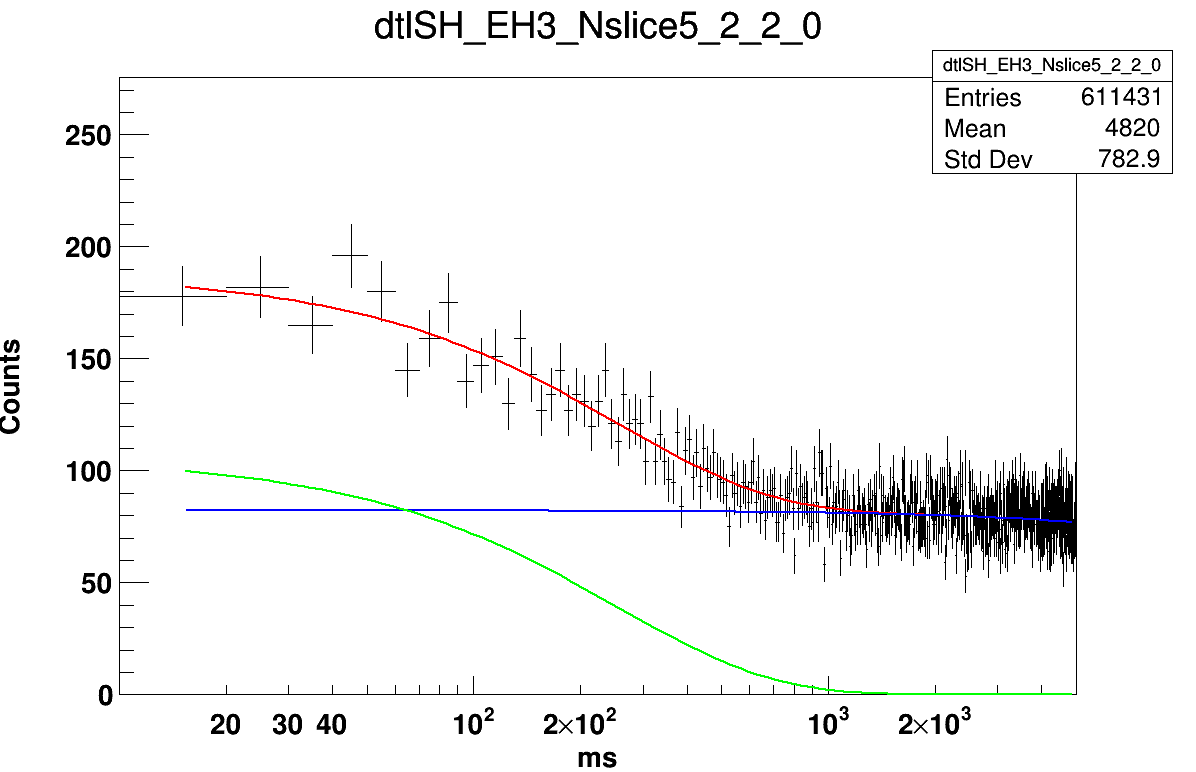 dtlSH_EH3_Nslice5_2_2_0
dtlSH_EH3_Nslice5_2_2_0
Entries 611431
Mean 4820
Std Dev 782.9
250
200
150
100
50
0
Counts
20 30 40 10² 2×10² 10³ 2×10³
ms